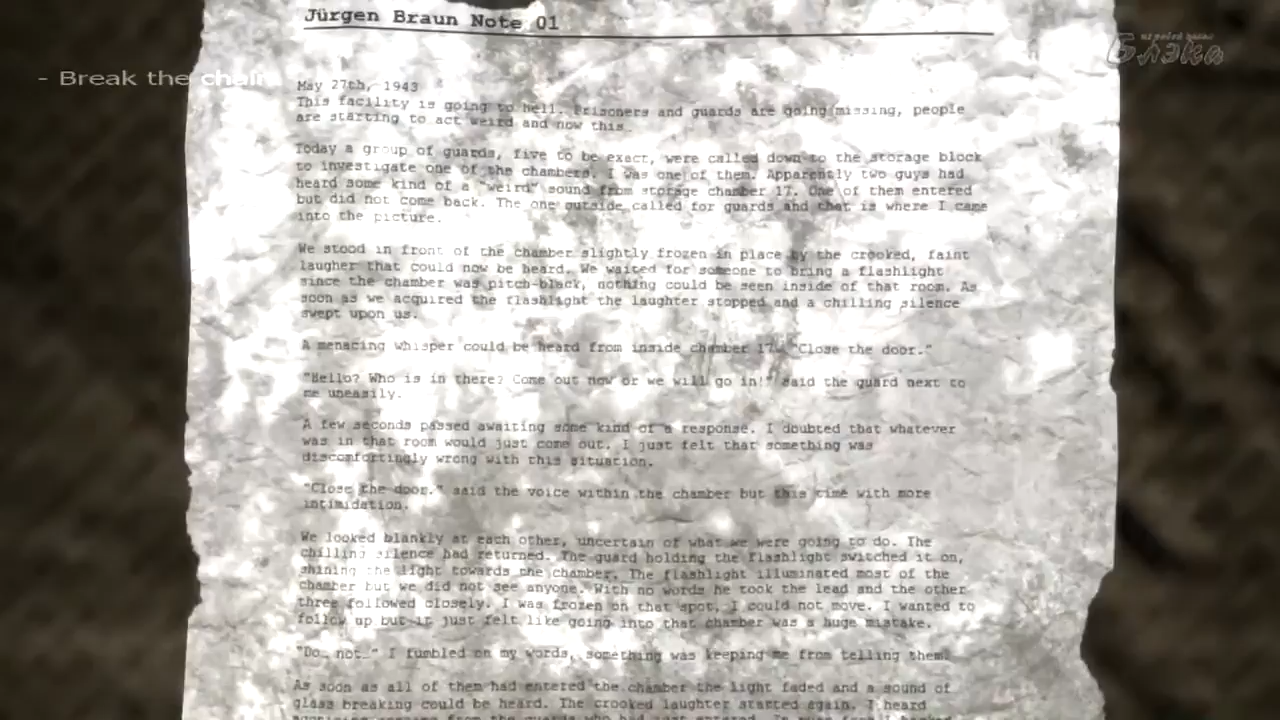 Jürgen Braun Note 01
- Break the chain
Блэка
May 27th, 1943
This facility is going to hell. Prisoners and guards are going missing, people
are starting to act weird and now this.
Today a group of guards, five to be exact, were called down to the storage block
to investigate one of the chambers. I was one of them. Apparently two guys had
heard some kind of a "weird" sound from storage chamber 17. One of them entered
but did not come back. The one outside called for guards and that is where I came
into the picture.
We stood in front of the chamber slightly frozen in place by the crooked, faint
laugher that could now be heard. We waited for someone to bring a flashlight
since the chamber was pitch-black, nothing could be seen inside of that room. As
soon as we acquired the flashlight the laughter stopped and a chilling silence
swept upon us.
A menacing whisper could be heard from inside chamber 17. "Close the door."
"Hello? Who is in there? Come out now or we will go in!" said the guard next to
me uneasily.
A few seconds passed awaiting some kind of a response. I doubted that whatever
was in that room would just come out. I just felt that something was
discomfortingly wrong with this situation.
"Close the door." said the voice within the chamber but this time with more
intimidation.
We looked blankly at each other, uncertain of what we were going to do. The
chilling silence had returned. The guard holding the flashlight switched it on,
shining the light towards the chamber. The flashlight illuminated most of the
chamber but we did not see anyone. With no words he took the lead and the other
three followed closely. I was frozen on that spot, I could not move. I wanted to
follow up but it just felt like going into that chamber was a huge mistake.
"Do… not…" I fumbled on my words, something was keeping me from telling them.
As soon as all of them had entered the chamber the light faded and a sound of
glass breaking could be heard. The crooked laughter started again. I heard
from the guards who had just entered.